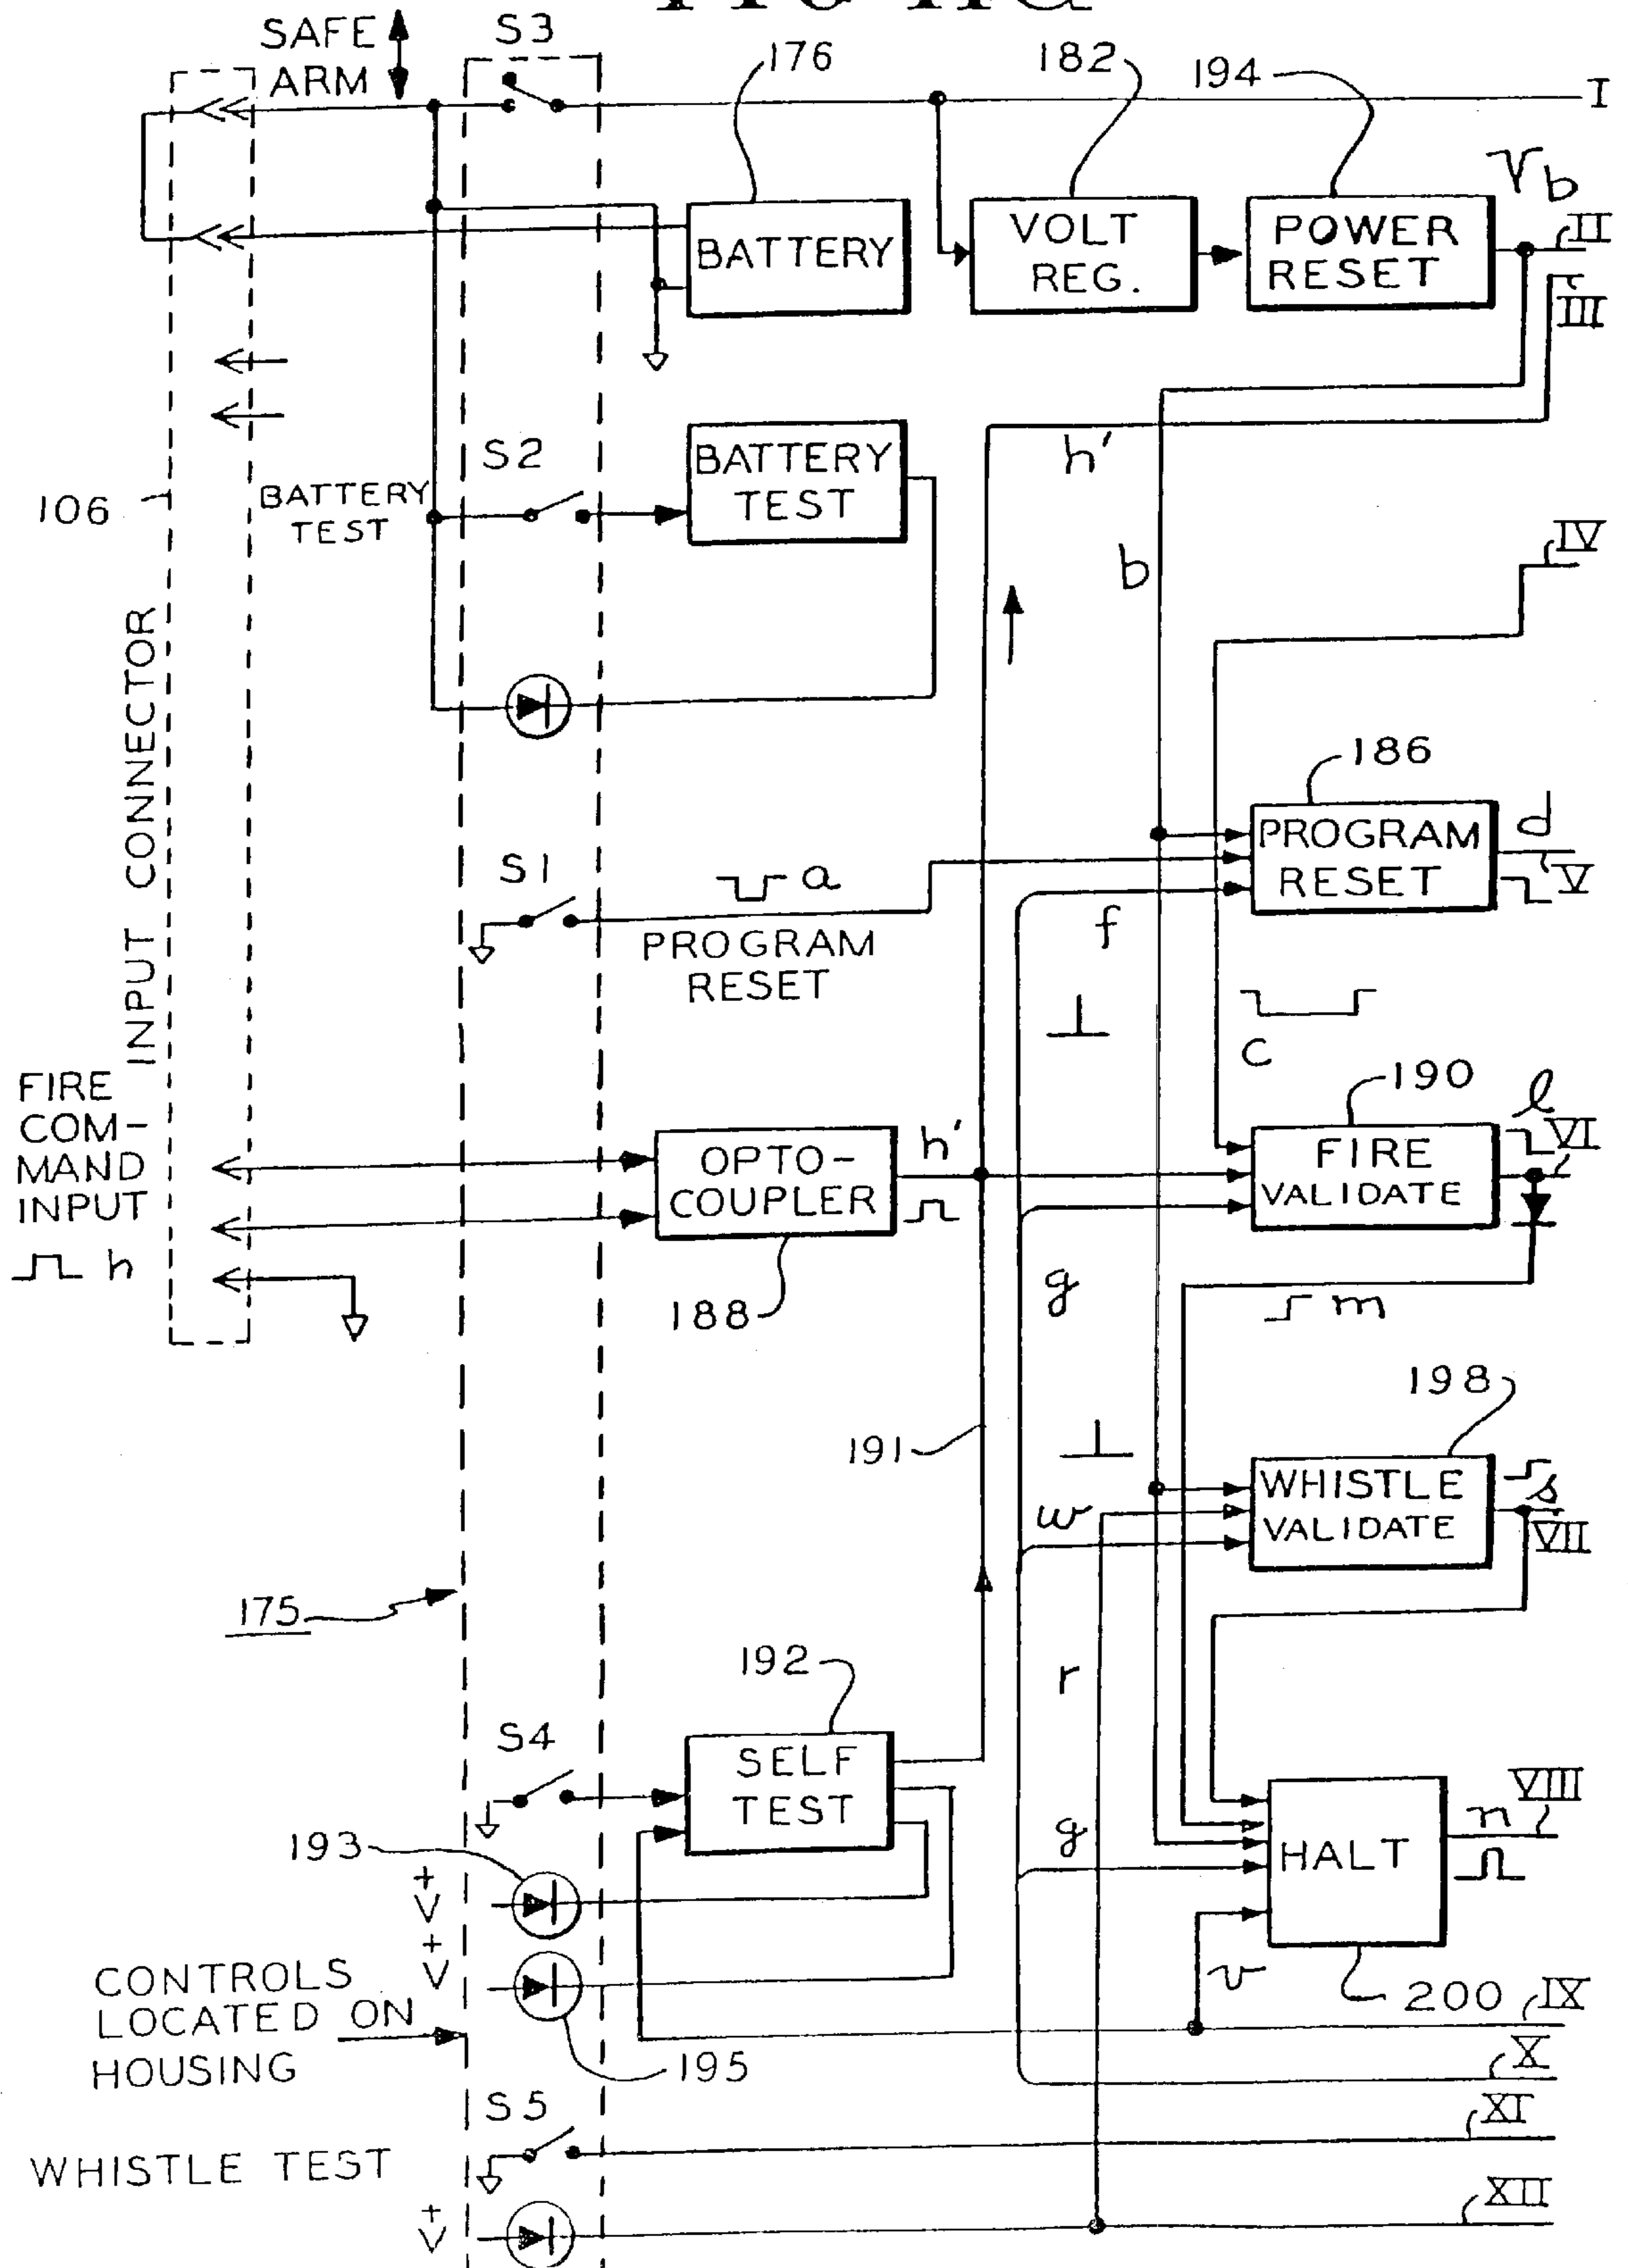 SAFE
ARM
S3
176
182
194
I
b
II
III
BATTERY
VOLT
REG.
POWER
RESET
S2
BATTERY
TEST
BATTERY
TEST
106
INPUT CONNECTOR
h'
b
IV
186
PROGRAM
RESET
d
V
S1
a
PROGRAM
RESET
f
c
FIRE
COM-
MAND
INPUT
h
OPTO-
COUPLER
h'
188
190
FIRE
VALIDATE
l
VI
g
m
198
191
WHISTLE
VALIDATE
s
VII
w
175
192
r
S4
SELF
TEST
193
+
V
+
V
g
HALT
n
VIII
v
200
IX
CONTROLS
LOCATED ON
HOUSING
195
X
S5
XI
WHISTLE TEST
+
V
XII